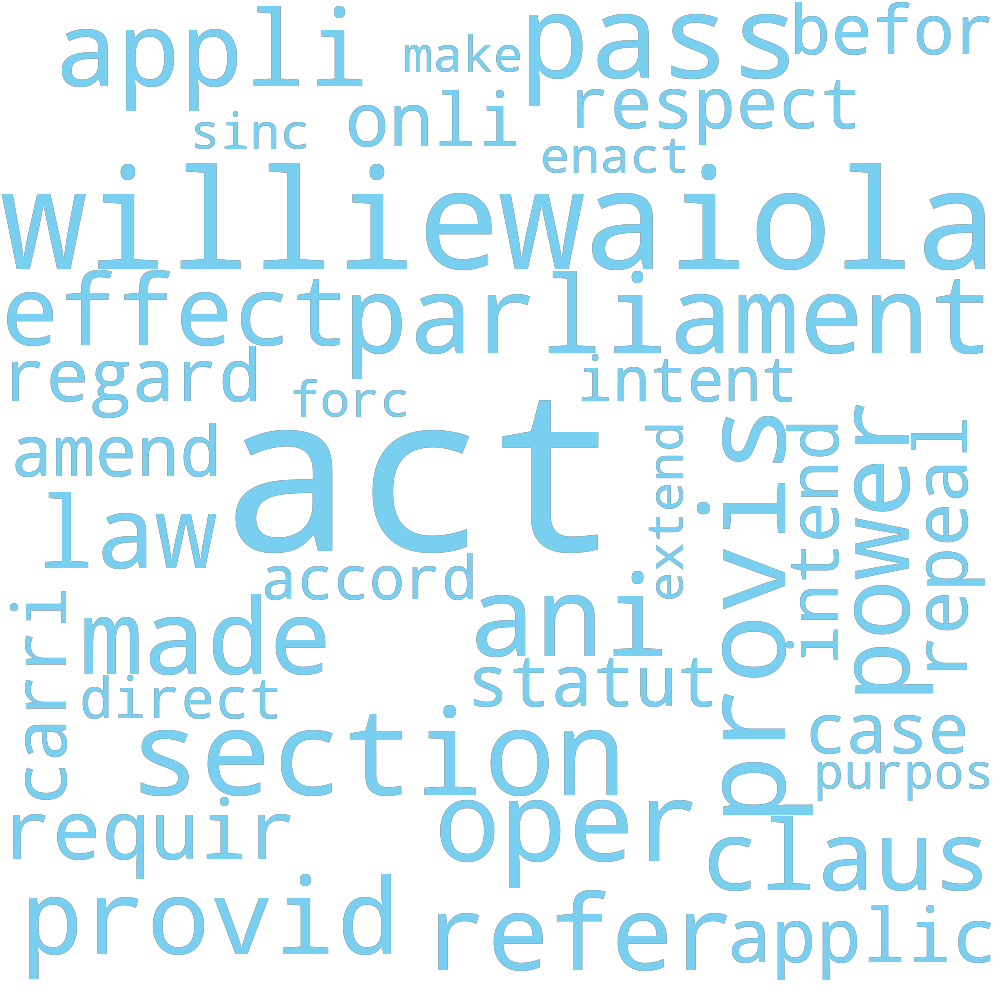 appli make pass befor
sinc onli respect
enact
williewaiola
effect parliament
regard forc intent
amend act extend provis intend power repeal
law
accord
carri made ani
direct statut
section case
purpos
requir oper claus
provid refer applic